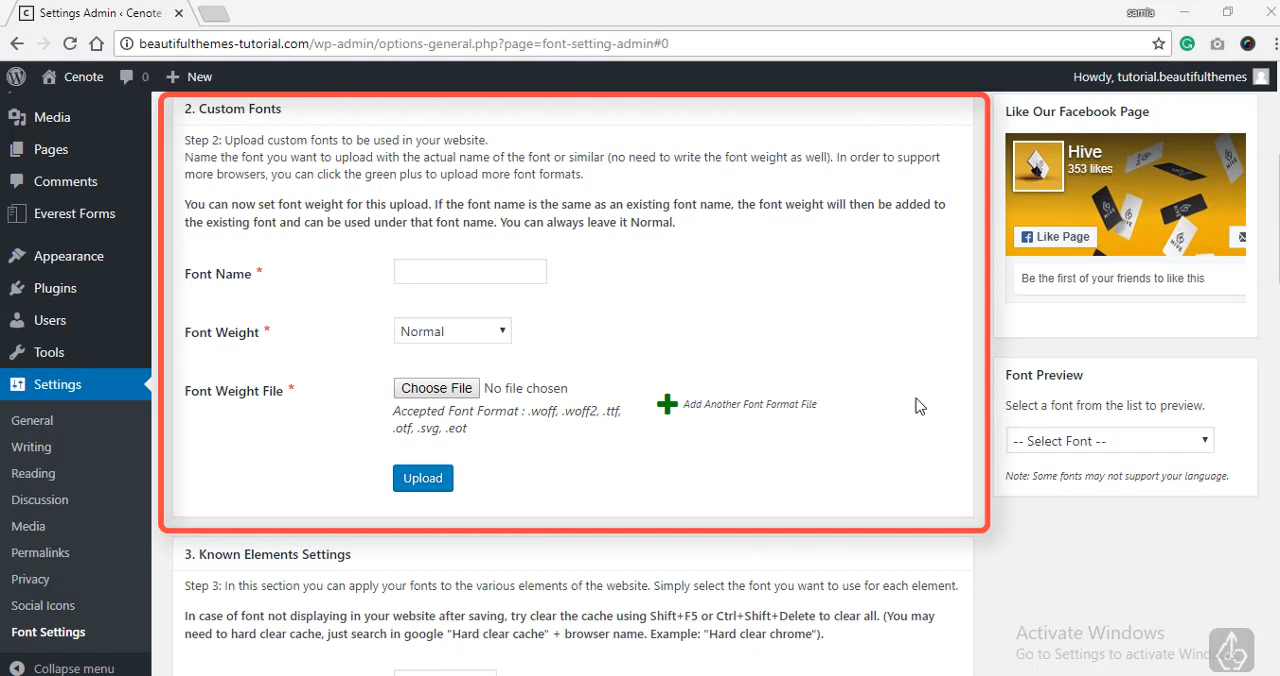 Settings Admin ‹ Cenote
samia
beautifulthemes-tutorial.com/wp-admin/options-general.php?page=font-setting-admin#0
Cenote
0
New
Howdy, tutorial.beautifulthemes
Media
Pages
Comments
Everest Forms
Appearance
Plugins
Users
Tools
Settings
General
Writing
Reading
Discussion
Media
Permalinks
Privacy
Social Icons
Font Settings
Collapse menu
2. Custom Fonts
Step 2: Upload custom fonts to be used in your website.
Name the font you want to upload with the actual name of the font or similar (no need to write the font weight as well). In order to support
more browsers, you can click the green plus to upload more font formats.
You can now set font weight for this upload. If the font name is the same as an existing font name, the font weight will then be added to
the existing font and can be used under that font name. You can always leave it Normal.
Font Name *
Font Weight *
Normal
Font Weight File *
Choose File No file chosen
Accepted Font Format : .woff, .woff2, .ttf,
.otf, .svg, .eot
Add Another Font Format File
Upload
3. Known Elements Settings
Step 3: In this section you can apply your fonts to the various elements of the website. Simply select the font you want to use for each element.
In case of font not displaying in your website after saving, try clear the cache using Shift+F5 or Ctrl+Shift+Delete to clear all. (You may
need to hard clear cache, just search in google "Hard clear cache" + browser name. Example: "Hard clear chrome").
Like Our Facebook Page
Hive
353 likes
Like Page
Be the first of your friends to like this
Font Preview
Select a font from the list to preview.
-- Select Font --
Note: Some fonts may not support your language.
Activate Windows
Go to Settings to activate